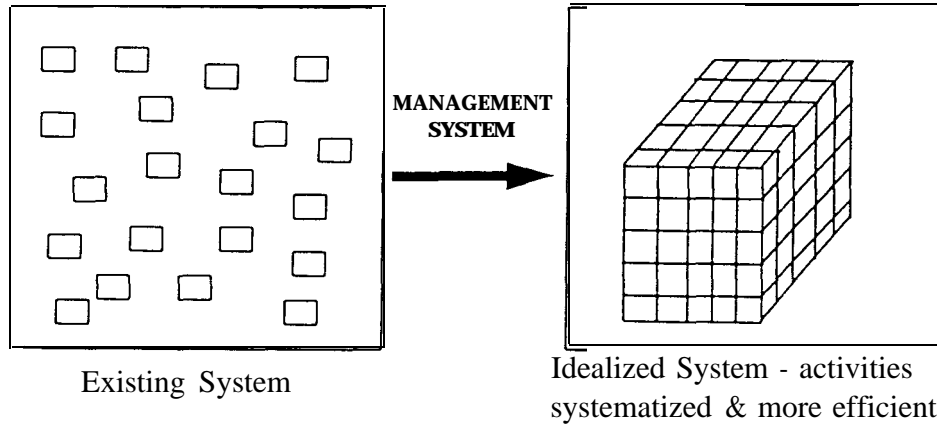 MANAGEMENT
SYSTEM
Existing System
Idealized System - activities
systematized & more efficient